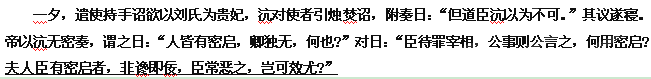 一夕，遣使持手诏欲以刘氏为贵妃，沆对使者引烛焚诏，附奏曰：“但道臣沆以为不可。”其议遂寝。
帝以沆无密奏，谓之曰：“人皆有密启，卿独无，何也？”对曰：“臣待罪宰相，公事则公言之，何用密启？
夫人臣有密启者，非谗即佞，臣常恶之，岂可效尤？”